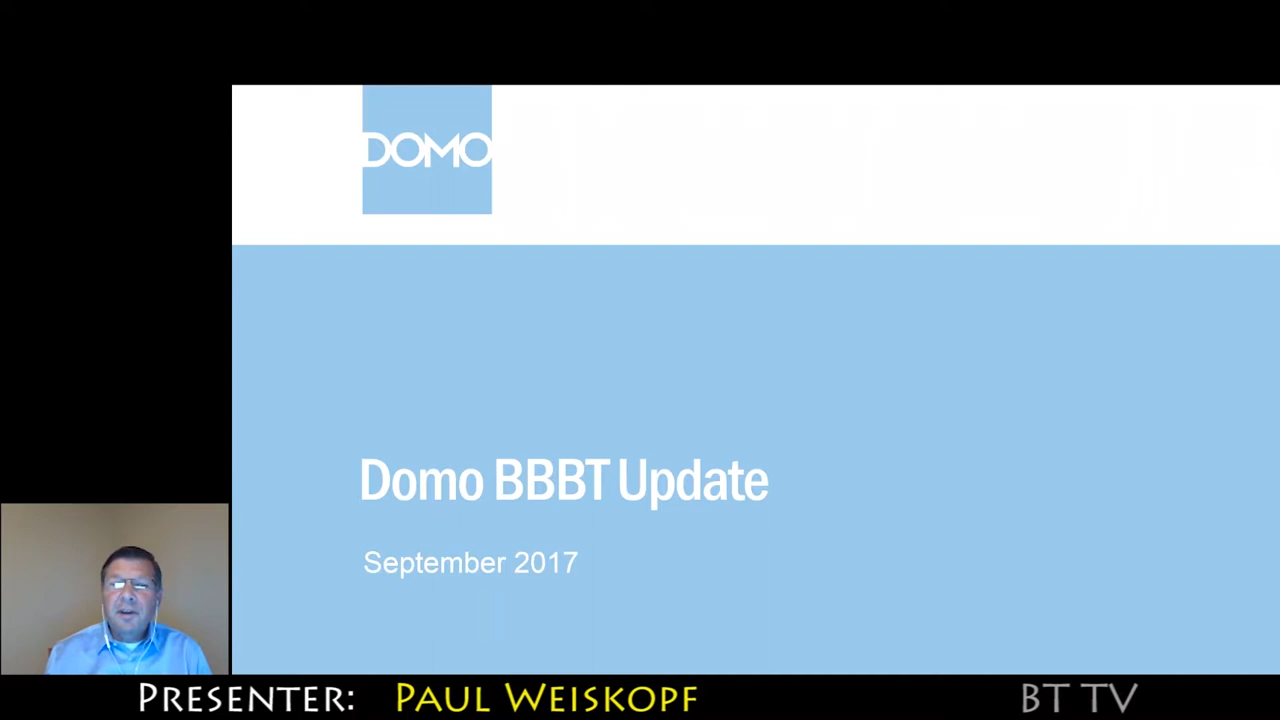 DOMO
Domo BBBT Update
September 2017
Presenter: Paul Weiskopf
BT TV